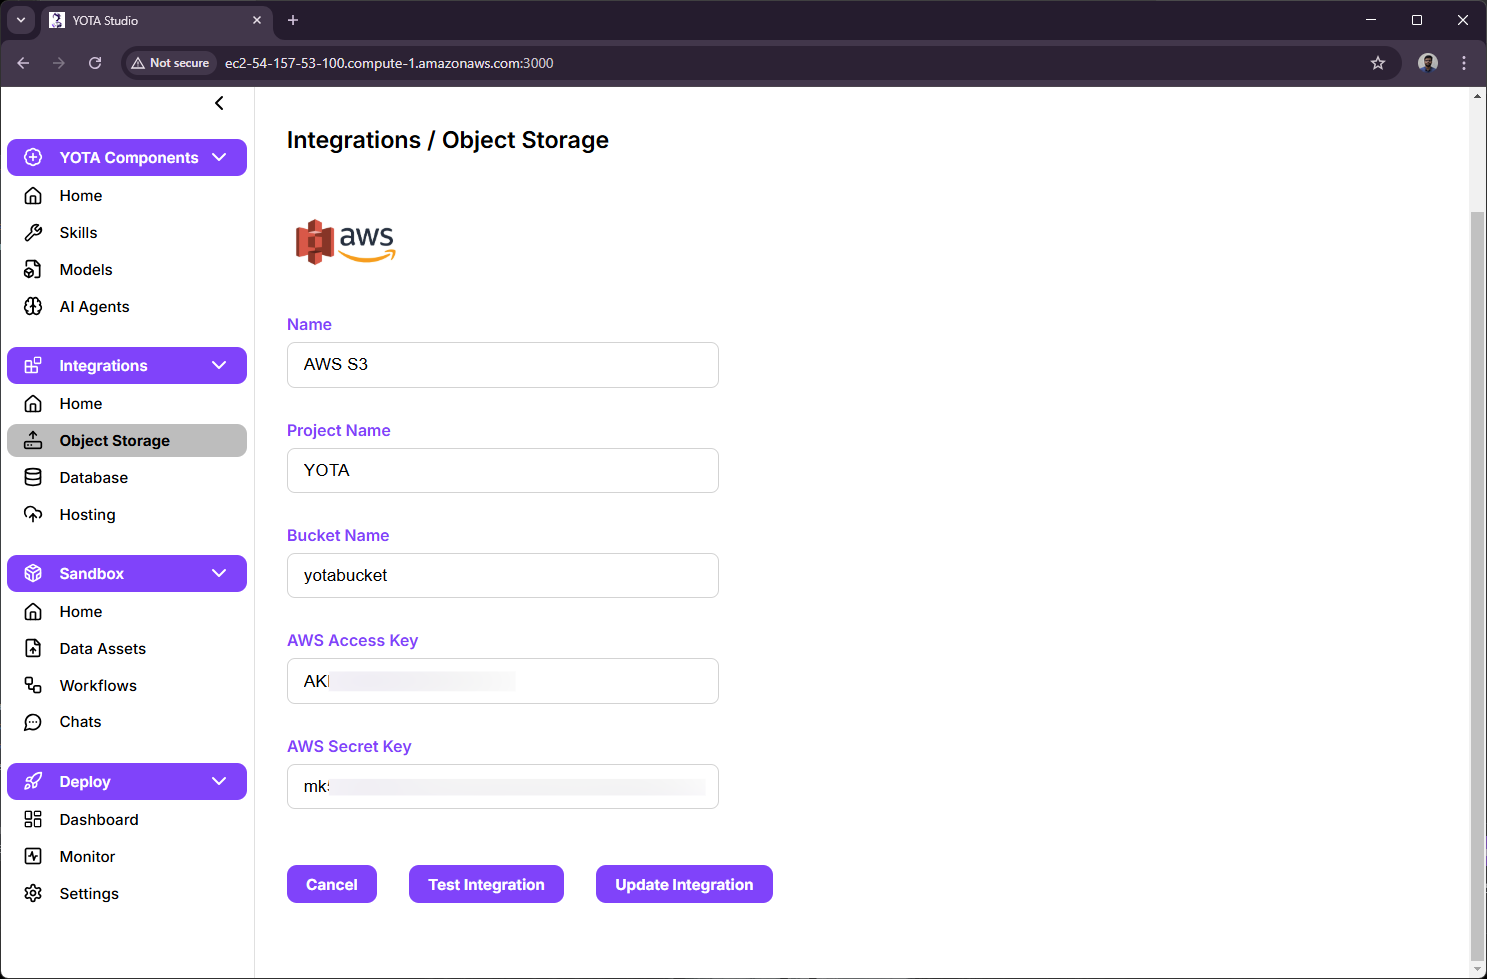 YOTA Studio
Not secure
ec2-54-157-53-100.compute-1.amazonaws.com:3000
YOTA Components
Home
Skills
Models
AI Agents
Integrations
Home
Object Storage
Database
Hosting
Sandbox
Home
Data Assets
Workflows
Chats
Deploy
Dashboard
Monitor
Settings
Integrations / Object Storage
aws
Name
AWS S3
Project Name
YOTA
Bucket Name
yotabucket
AWS Access Key
AK
AWS Secret Key
mk
Cancel
Test Integration
Update Integration